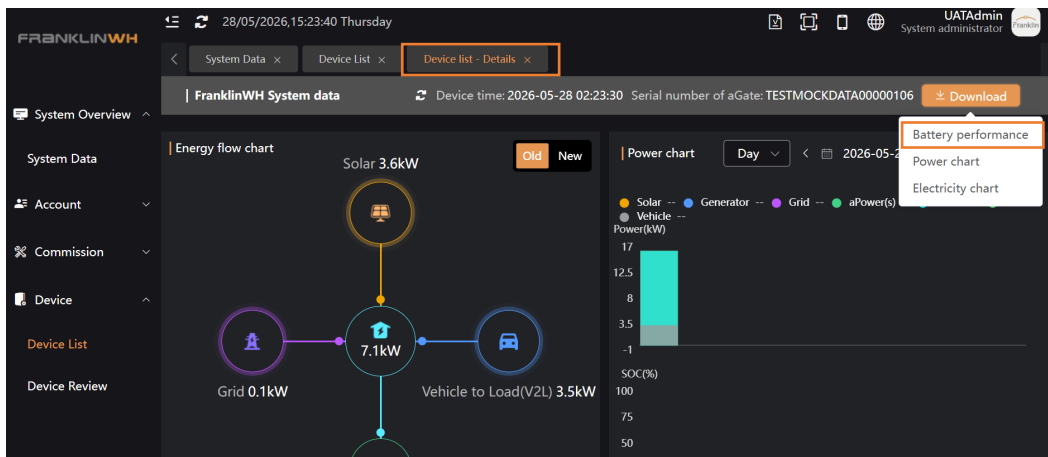 FRANKLINWH
28/05/2026,15:23:40 Thursday
UATAdmin
System administrator
Franklin
System Data ×
Device List ×
Device list - Details ×
FranklinWH System data
Device time: 2026-05-28 02:23:30 Serial number of aGate: TESTMOCKDATA00000106
Download
Battery performance
Power chart
Electricity chart
System Overview
System Data
Account
Commission
Device
Device List
Device Review
Energy flow chart
Old New
Solar 3.6kW
7.1kW
Grid 0.1kW
Vehicle to Load(V2L) 3.5kW
Power chart
Day
2026-05-2
Solar -- Generator -- Grid -- aPower(s)
Vehicle --
Power(kW)
17
12.5
8
3.5
-1
SOC(%)
100
75
50